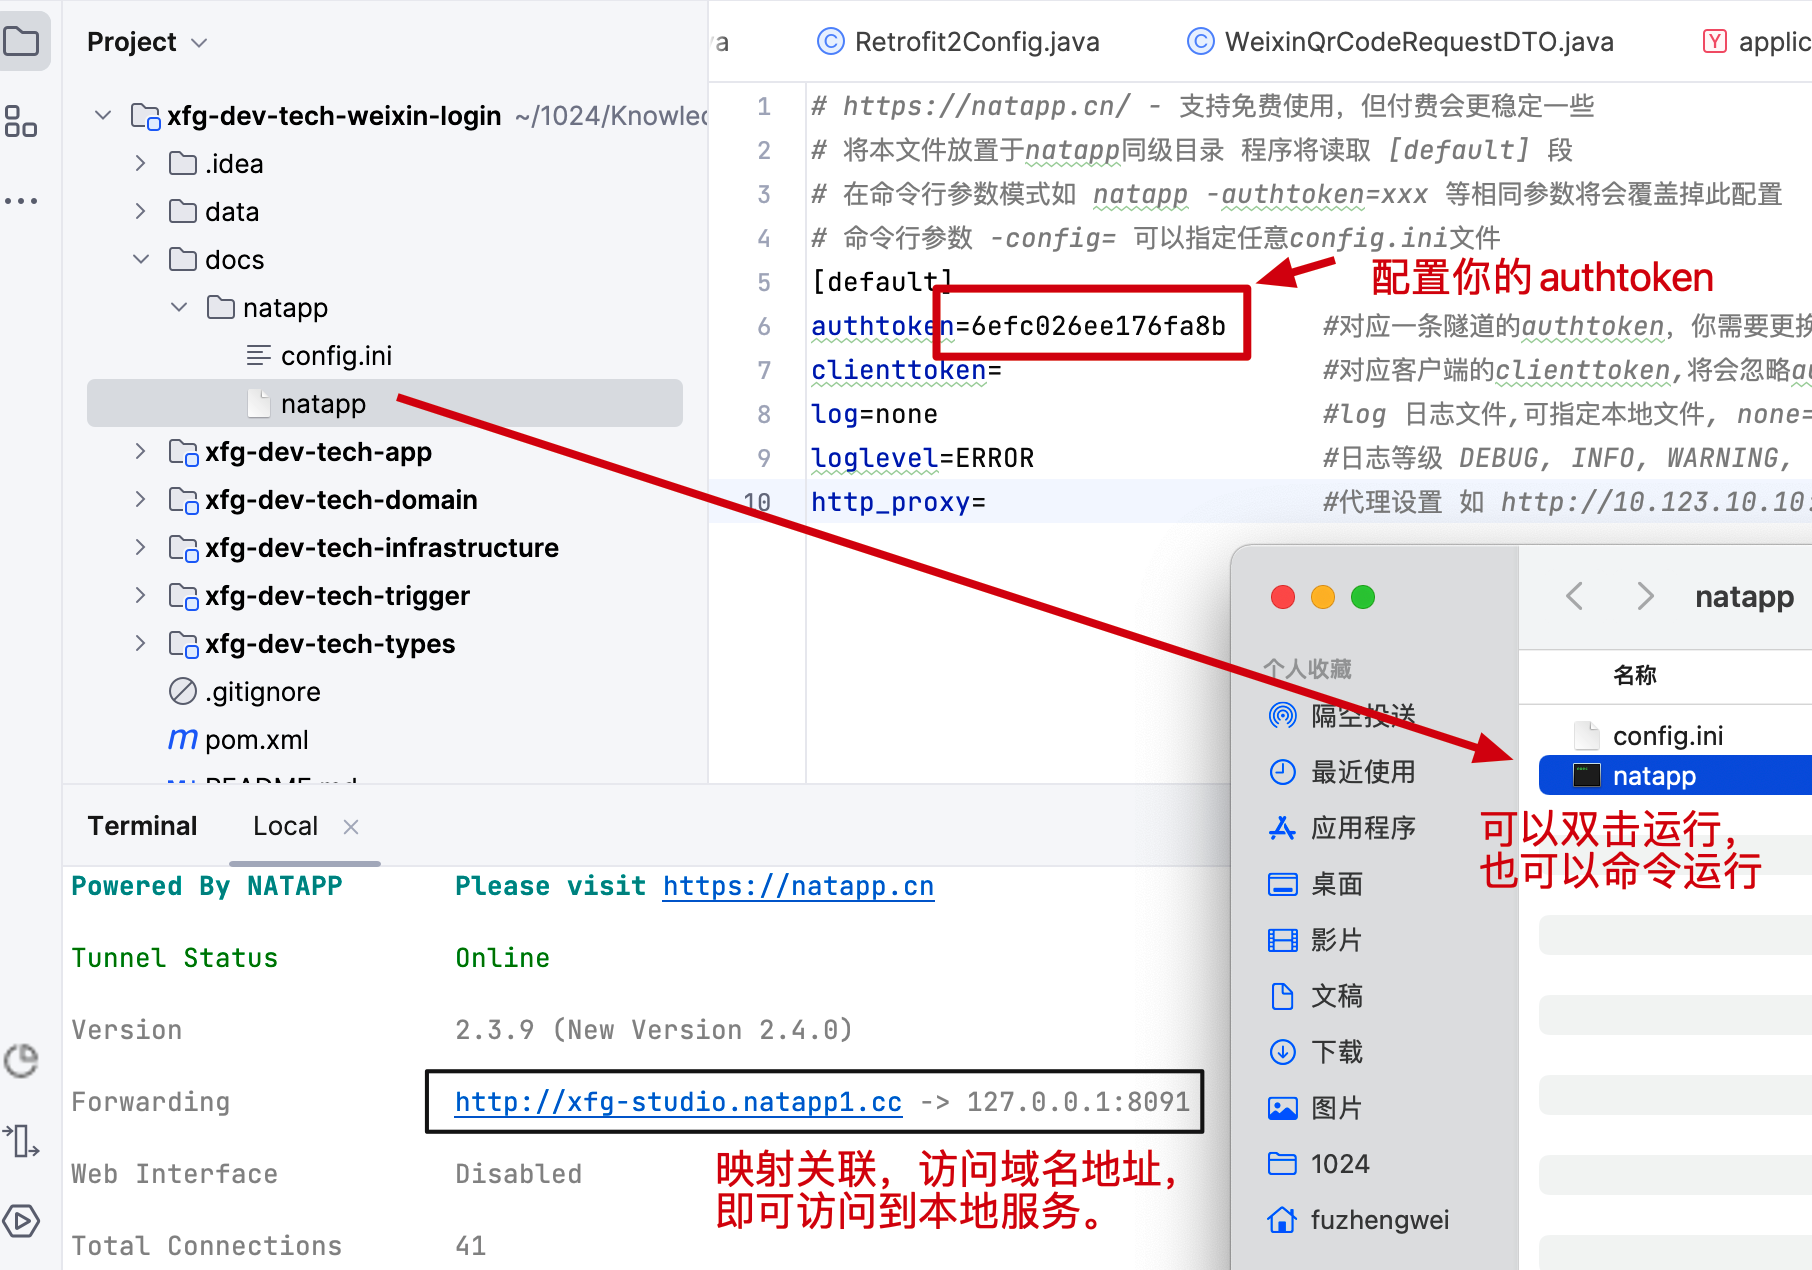 Project
xfg-dev-tech-weixin-login ~/1024/Knowled
.idea
data
docs
natapp
config.ini
natapp
xfg-dev-tech-app
xfg-dev-tech-domain
xfg-dev-tech-infrastructure
xfg-dev-tech-trigger
xfg-dev-tech-types
.gitignore
pom.xml
README.md
Retrofit2Config.java
WeixinQrCodeRequestDTO.java
applic
1 # https://natapp.cn/ - 支持免费使用，但付费会更稳定一些
2 # 将本文件放置于natapp同级目录 程序将读取 [default] 段
3 # 在命令行参数模式如 natapp -authtoken=xxx 等相同参数将会覆盖掉此配置
4 # 命令行参数 -config= 可以指定任意config.ini文件
5 [default]
配置你的 authtoken
6 authtoken=6efc026ee176fa8b #对应一条隧道的authtoken，你需要更换
7 clienttoken= #对应客户端的clienttoken,将会忽略au
8 log=none #log 日志文件,可指定本地文件, none=
9 loglevel=ERROR #日志等级 DEBUG, INFO, WARNING,
10 http_proxy= #代理设置 如 http://10.123.10.10:
natapp
个人收藏
隔空投送
最近使用
应用程序
桌面
影片
文稿
下载
图片
1024
fuzhengwei
名称
config.ini
natapp
可以双击运行，
也可以命令运行
Terminal Local
Powered By NATAPP Please visit https://natapp.cn
Tunnel Status Online
Version 2.3.9 (New Version 2.4.0)
Forwarding http://xfg-studio.natapp1.cc -> 127.0.0.1:8091
Web Interface Disabled
映射关联，访问域名地址，
即可访问到本地服务。
Total Connections 41